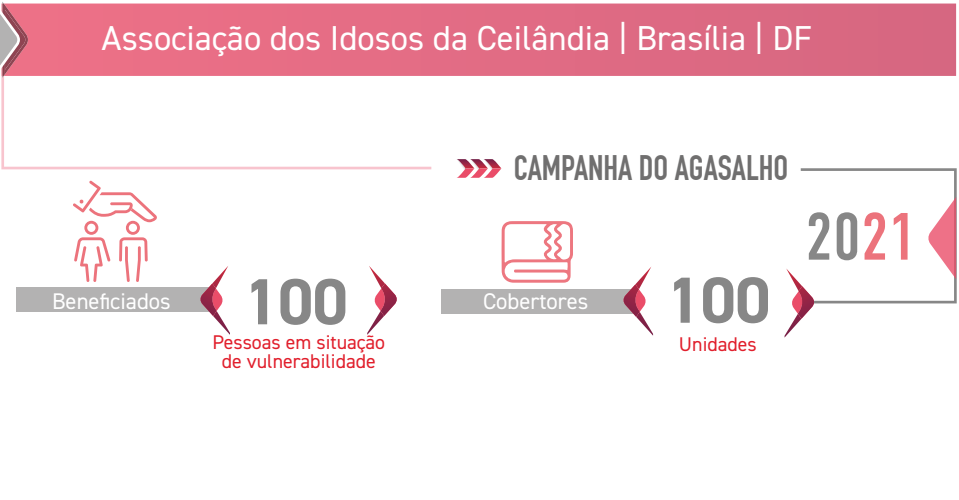 Associação dos Idosos da Ceilândia | Brasília | DF
CAMPANHA DO AGASALHO
2021
Beneficiados
100
Pessoas em situação
de vulnerabilidade
Cobertores
100
Unidades